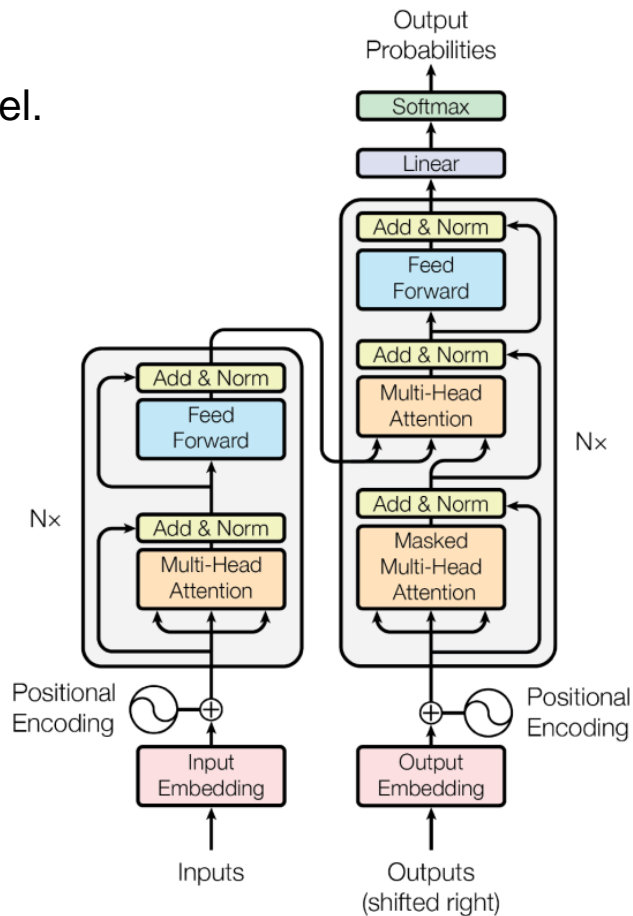 Output
Probabilities
el.
Softmax
Linear
Add & Norm
Feed
Forward
Add & Norm
Multi-Head
Attention
Nx
Add & Norm
Masked
Multi-Head
Attention
Add & Norm
Feed
Forward
Nx
Add & Norm
Multi-Head
Attention
Positional
Encoding
Positional
Encoding
Input
Embedding
Output
Embedding
Inputs
Outputs
(shifted right)